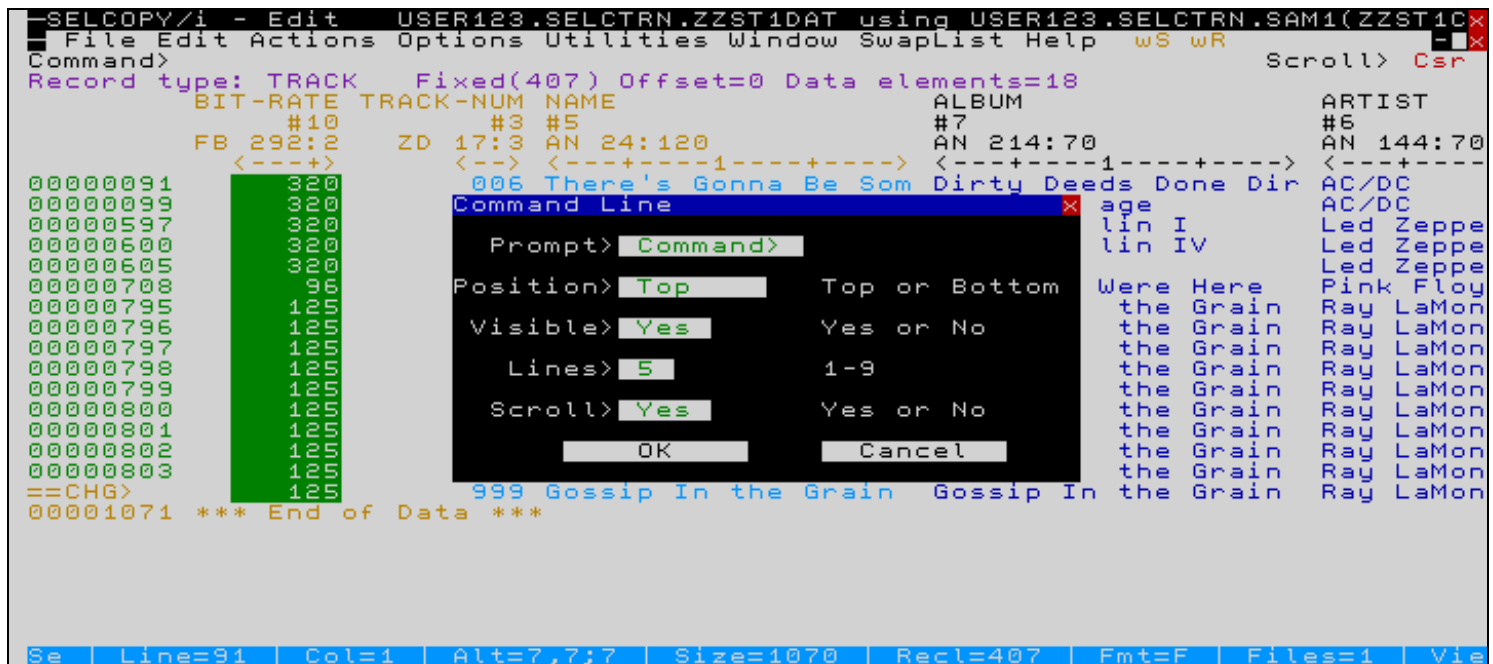 SELCOPY/i - Edit   USER123.SELCTRN.ZZST1DAT using USER123.SELCTRN.SAM1(ZZST1C
File Edit Actions Options Utilities Window SwapList Help  wS wR
Command>   Scroll> Csr
Record type: TRACK   Fixed(407) Offset=0 Data elements=18
BIT-RATE TRACK-NUM NAME   ALBUM   ARTIST
#10   #3 #5   #7   #6
FB 292:2   ZD 17:3 AN 24:120   AN 214:70   AN 144:70
<---+>   <--> <---+----1----+----> <---+----1----+----> <---+----
00000091   320   006 There's Gonna Be Som Dirty Deeds Done Dir AC/DC
00000099   320   Command Line   age   AC/DC
00000597   320   lin I   Led Zeppe
00000600   320   Prompt> Command>   lin IV   Led Zeppe
00000605   320   Led Zeppe
00000708   96   Position> Top   Top or Bottom   Were Here   Pink Floy
00000795   125   the Grain   Ray LaMon
00000796   125   Visible> Yes   Yes or No   the Grain   Ray LaMon
00000797   125   the Grain   Ray LaMon
00000798   125   Lines> 5   1-9   the Grain   Ray LaMon
00000799   125   the Grain   Ray LaMon
00000800   125   Scroll> Yes   Yes or No   the Grain   Ray LaMon
00000801   125   the Grain   Ray LaMon
00000802   125   OK   Cancel   the Grain   Ray LaMon
00000803   125   the Grain   Ray LaMon
==CHG>   125   999 Gossip In the Grain   Gossip In the Grain   Ray LaMon
00001071 *** End of Data ***
Se | Line=91 | Col=1 | Alt=7,7;7 | Size=1070 | Recl=407 | Fmt=F | Files=1 | Vie